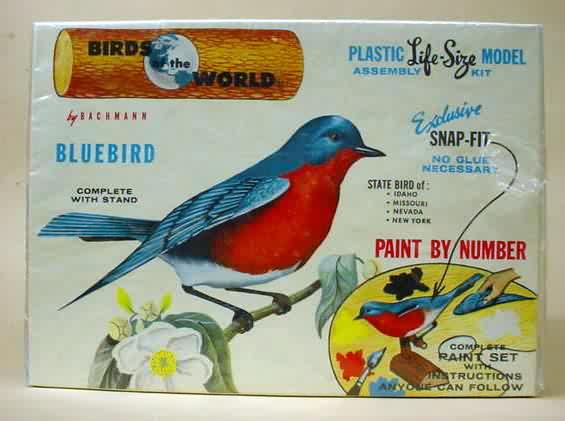 BIRDS
of the
WORLD
by BACHMANN
BLUEBIRD
COMPLETE
WITH STAND
PLASTIC Life-Size MODEL
ASSEMBLY KIT
Exclusive
SNAP-FIT
NO GLUE
NECESSARY
STATE BIRD of:
• IDAHO
• MISSOURI
• NEVADA
• NEW YORK
PAINT BY NUMBER
COMPLETE
PAINT SET
WITH
INSTRUCTIONS
ANYONE CAN FOLLOW